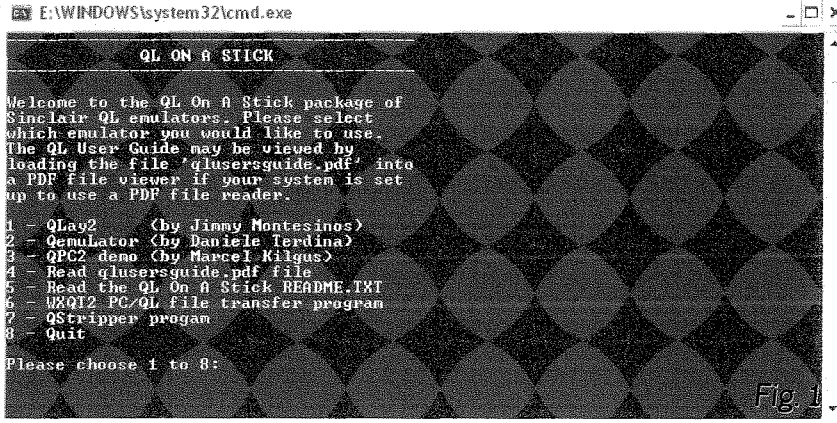 E:\WINDOWS\system32\cmd.exe
QL ON A STICK
Welcome to the QL On A Stick package of
Sinclair QL emulators. Please select
which emulator you would like to use.
The QL User Guide may be viewed by
loading the file 'qlusersguide.pdf' into
a PDF file viewer if your system is set
up to use a PDF file reader.
1 - QLay2 (by Jimmy Montesinos)
2 - QemuLator (by Daniele Terdina)
3 - QPC2 demo (by Marcel Kilgus)
4 - Read qlusersguide.pdf file
5 - Read the QL On A Stick README.TXT
6 - WXQT2 PC/QL file transfer program
7 - QStripper progam
8 - Quit
Please choose 1 to 8:
Fig. 1